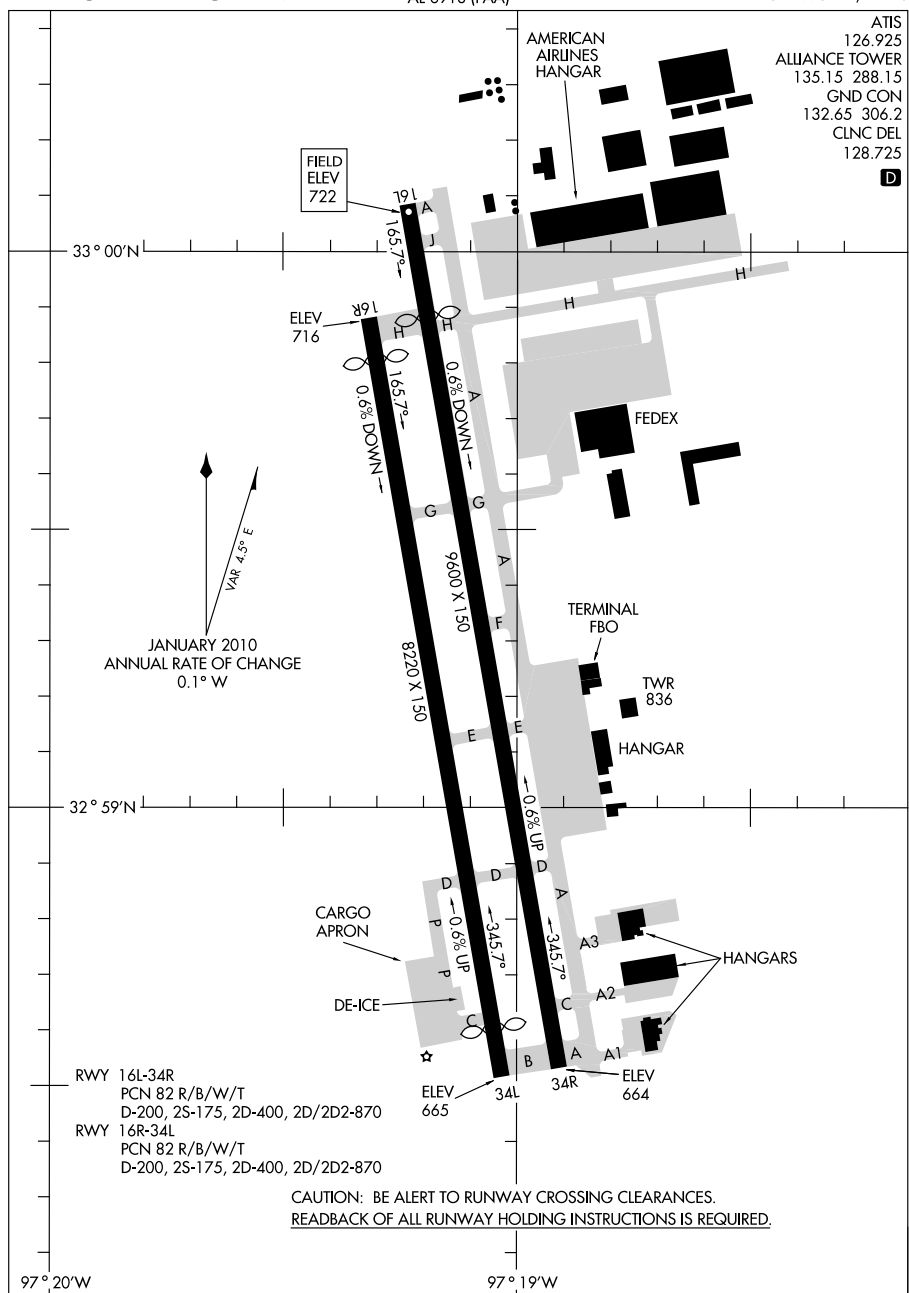 AL-6918 (FAA)
ATIS
126.925
ALLIANCE TOWER
135.15 288.15
GND CON
132.65 306.2
CLNC DEL
128.725
D
AMERICAN
AIRLINES
HANGAR
FIELD
ELEV
722
16L
A
J
165.7°
33° 00'N
H
H
16R
ELEV
716
H
H
165.7°
0.6% DOWN
0.6% DOWN
A
FEDEX
G
G
VAR 4.5° E
A
9600 X 150
F
TERMINAL
FBO
JANUARY 2010
ANNUAL RATE OF CHANGE
0.1° W
8220 X 150
TWR
836
E
E
HANGAR
32° 59'N
0.6% UP
D
D
D
A
CARGO
APRON
P
0.6% UP
345.7°
345.7°
A3
HANGARS
P
DE-ICE
C
C
A2
B
A
A1
ELEV
665
34L
34R
ELEV
664
RWY 16L-34R
PCN 82 R/B/W/T
D-200, 2S-175, 2D-400, 2D/2D2-870
RWY 16R-34L
PCN 82 R/B/W/T
D-200, 2S-175, 2D-400, 2D/2D2-870
CAUTION: BE ALERT TO RUNWAY CROSSING CLEARANCES.
READBACK OF ALL RUNWAY HOLDING INSTRUCTIONS IS REQUIRED.
97° 20'W
97° 19'W